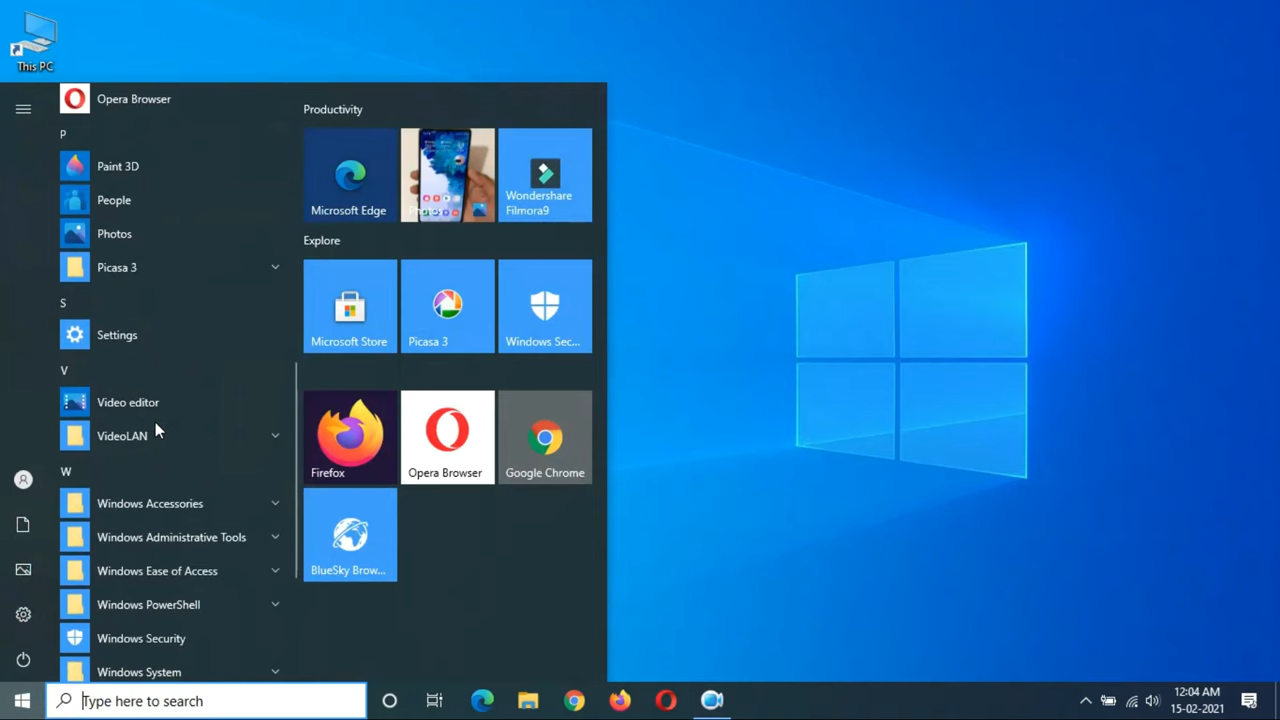 This PC
Opera Browser
P
Paint 3D
People
Photos
Picasa 3
S
Settings
V
Video editor
VideoLAN
W
Windows Accessories
Windows Administrative Tools
Windows Ease of Access
Windows PowerShell
Windows Security
Windows System
Productivity
Microsoft Edge
Photos
Wondershare
Filmora9
Explore
Microsoft Store
Picasa 3
Windows Sec...
Firefox
Opera Browser
Google Chrome
BlueSky Brow...
Type here to search
12:04 AM
15-02-2021